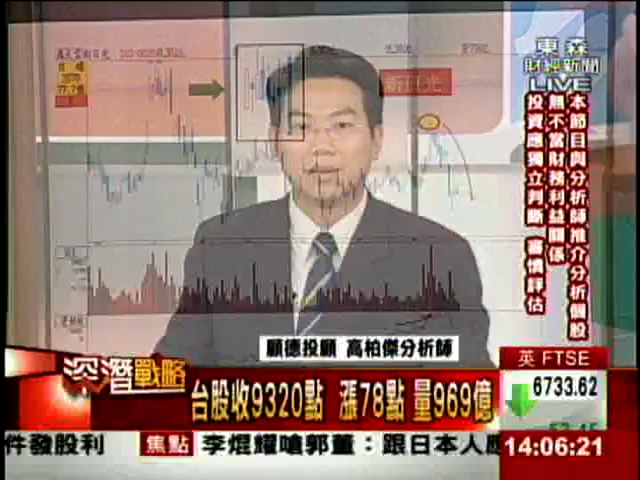 東森
財經新聞
LIVE
本節目與分析師推介分析個股
無不當財務利益關係
投資應獨立判斷 審慎評估
顧德投顧 高柏傑分析師
深潛戰略
台股收9320點 漲78點 量969億
英 FTSE
6733.62
件發股利
焦點
李焜耀嗆郭董：跟日本人應
14:06:21